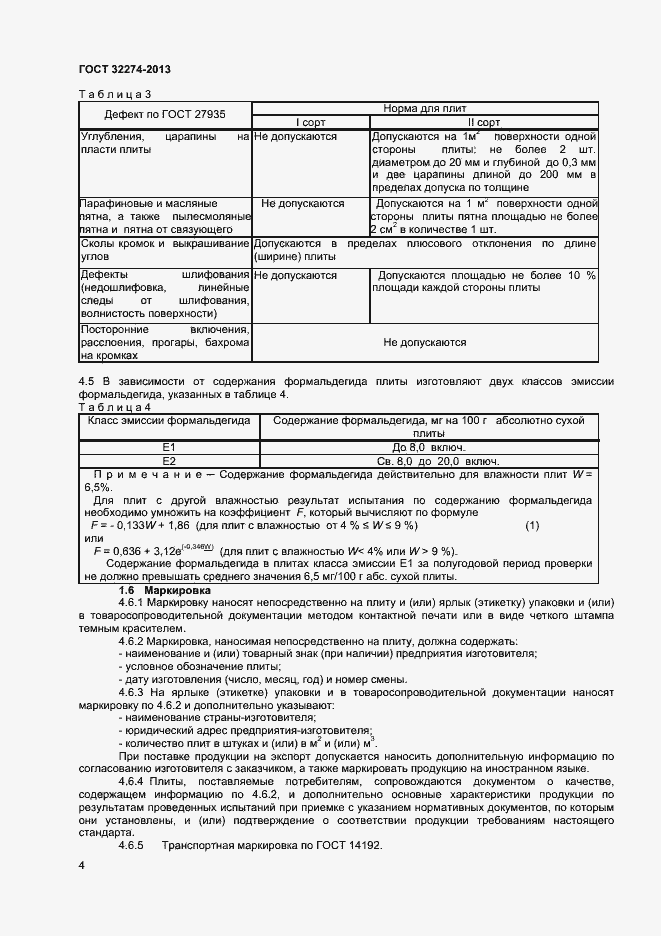 ГОСТ 32274-2013
Т а б л и ц а 3
Дефект по ГОСТ 27935
Норма для плит
I сорт
II сорт
Углубления, царапины на
пласти плиты
Не допускаются
Допускаются на 1м² поверхности одной
стороны плиты: не более 2 шт.
диаметром до 20 мм и глубиной до 0,3 мм
и две царапины длиной до 200 мм в
пределах допуска по толщине
Парафиновые и масляные
пятна, а также пылесмоляные
пятна и пятна от связующего
Не допускаются
Допускаются на 1 м² поверхности одной
стороны плиты пятна площадью не более
2 см² в количестве 1 шт.
Сколы кромок и выкрашивание
углов
Допускаются в пределах плюсового отклонения по длине
(ширине) плиты
Дефекты шлифования
(недошлифовка, линейные
следы от шлифования,
волнистость поверхности)
Не допускаются
Допускаются площадью не более 10 %
площади каждой стороны плиты
Посторонние включения,
расслоения, прогары, бахрома
на кромках
Не допускаются
4.5 В зависимости от содержания формальдегида плиты изготовляют двух классов эмиссии
формальдегида, указанных в таблице 4.
Т а б л и ц а 4
Класс эмиссии формальдегида
Содержание формальдегида, мг на 100 г абсолютно сухой
плиты
Е1
До 8,0 включ.
Е2
Св. 8,0 до 20,0 включ.
П р и м е ч а н и е — Содержание формальдегида действительно для влажности плит W =
6,5%.
Для плит с другой влажностью результат испытания по содержанию формальдегида
необходимо умножить на коэффициент F, который вычисляют по формуле
F = - 0,133W + 1,86 (для плит с влажностью от 4 % ≤ W ≤ 9 %) (1)
или
F = 0,636 + 3,12e^(-0,346W) (для плит с влажностью W< 4% или W > 9 %).
Содержание формальдегида в плитах класса эмиссии Е1 за полугодовой период проверки
не должно превышать среднего значения 6,5 мг/100 г абс. сухой плиты.
1.6 Маркировка
4.6.1 Маркировку наносят непосредственно на плиту и (или) ярлык (этикетку) упаковки и (или)
в товаросопроводительной документации методом контактной печати или в виде четкого штампа
темным красителем.
4.6.2 Маркировка, наносимая непосредственно на плиту, должна содержать:
- наименование и (или) товарный знак (при наличии) предприятия изготовителя;
- условное обозначение плиты;
- дату изготовления (число, месяц, год) и номер смены.
4.6.3 На ярлыке (этикетке) упаковки и в товаросопроводительной документации наносят
маркировку по 4.6.2 и дополнительно указывают:
- наименование страны-изготовителя;
- юридический адрес предприятия-изготовителя;
- количество плит в штуках и (или) в м² и (или) м³.
При поставке продукции на экспорт допускается наносить дополнительную информацию по
согласованию изготовителя с заказчиком, а также маркировать продукцию на иностранном языке.
4.6.4 Плиты, поставляемые потребителям, сопровождаются документом о качестве,
содержащем информацию по 4.6.2, и дополнительно основные характеристики продукции по
результатам проведенных испытаний при приемке с указанием нормативных документов, по которым
они установлены, и (или) подтверждение о соответствии продукции требованиям настоящего
стандарта.
4.6.5 Транспортная маркировка по ГОСТ 14192.
4